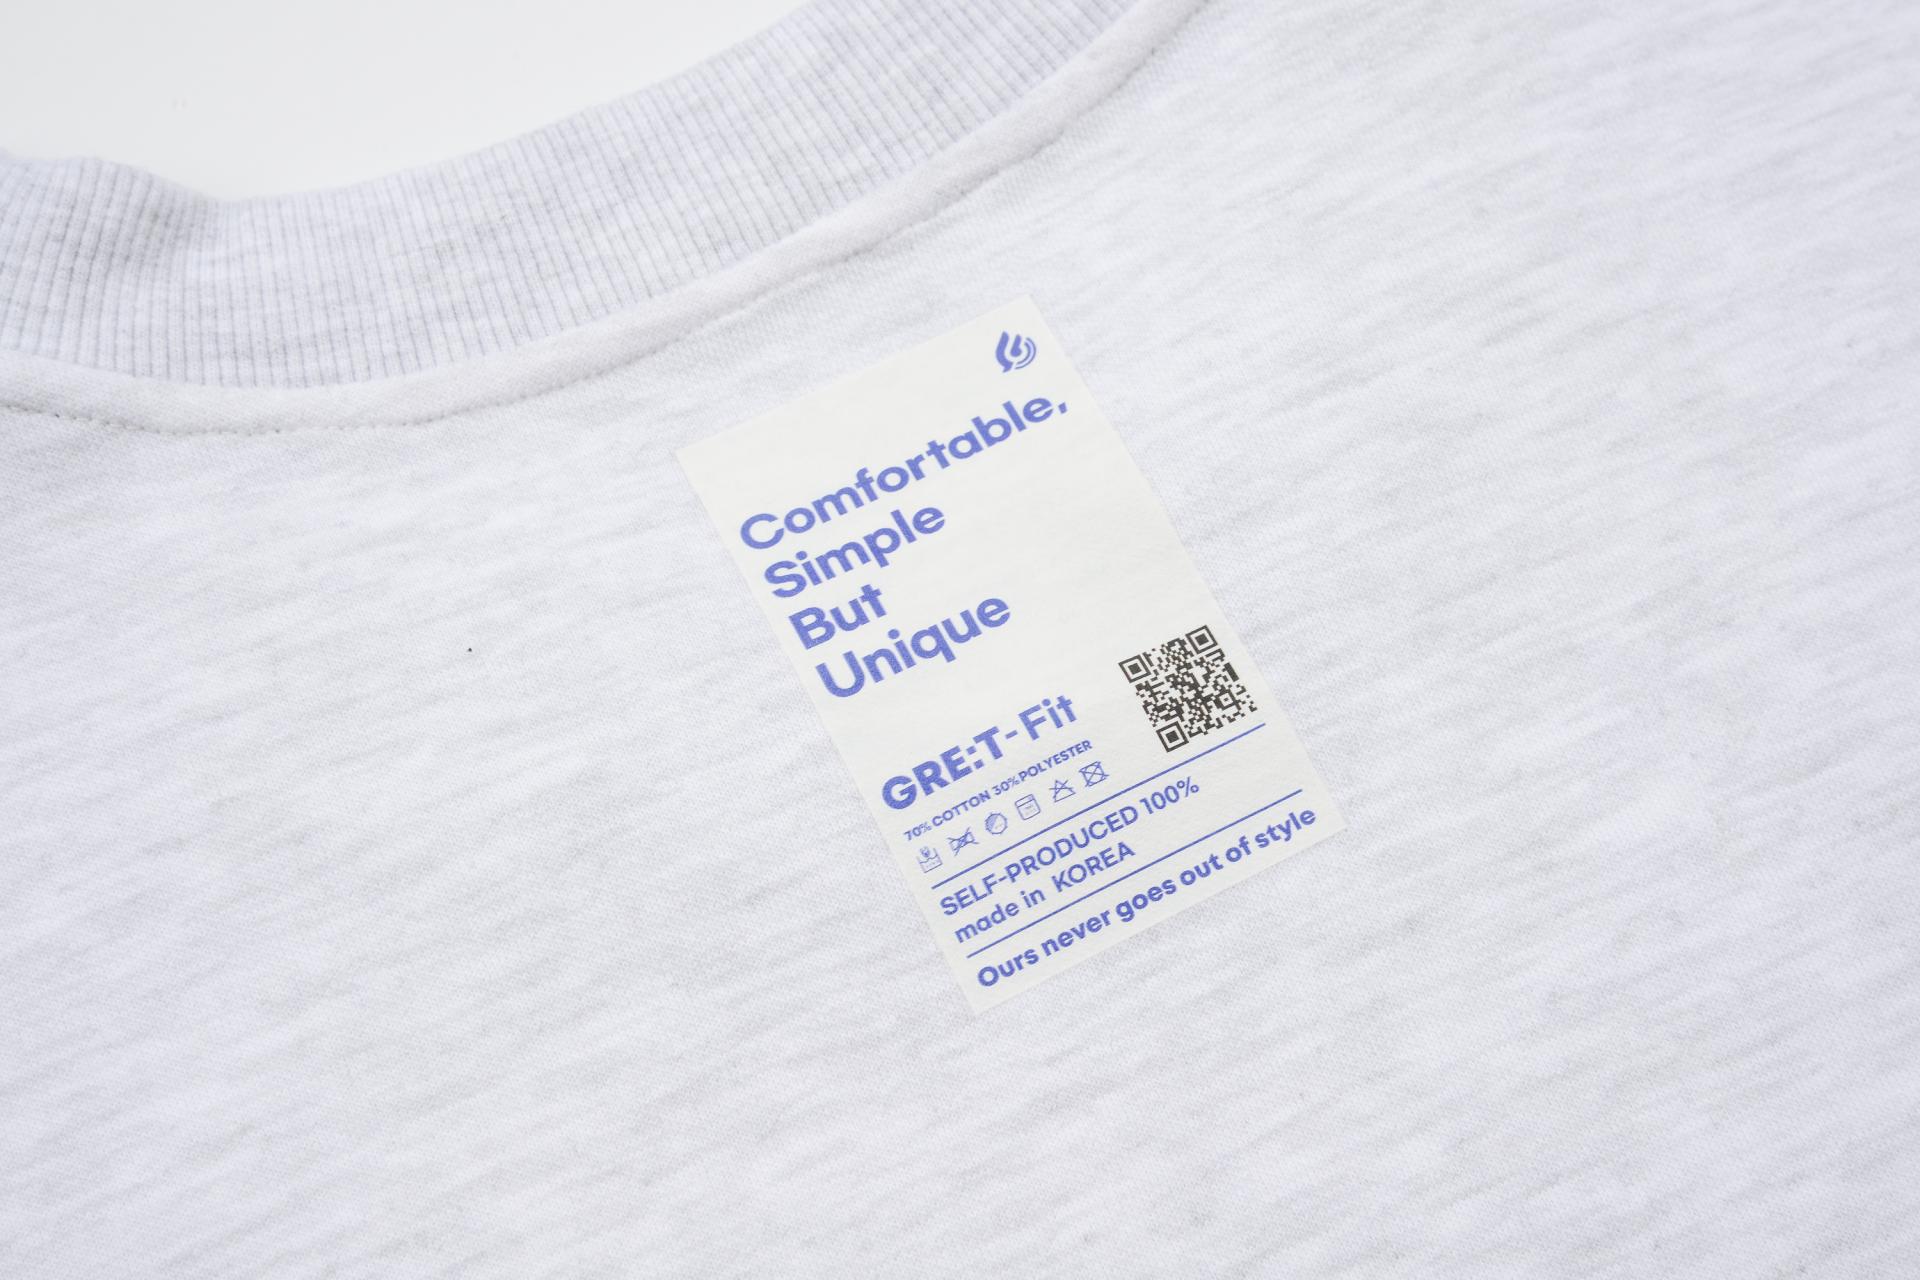 Comfortable,
Simple
But
Unique
GRE:T-Fit
70% COTTON 30% POLYESTER
SELF-PRODUCED 100%
made in KOREA
Ours never goes out of style